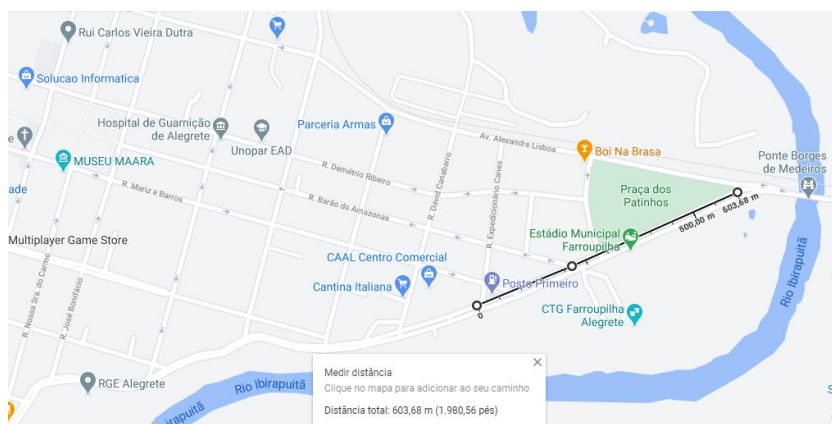 Rui Carlos Vieira Dutra
Solucao Informatica
Hospital de Guarnição
de Alegrete
Unopar EAD
Parceria Armas
Av. Alexandre Lisboa
Boi Na Brasa
Ponte Borges
de Medeiros
e
MUSEU MAARA
ade
R. Demétrio Ribeiro
R. Mariz e Barros
R. Barão do Amazonas
R. David Canabarro
R. Expedicionário Canes
Praça dos
Patinhos
603,68 m
500,00 m
Estádio Municipal
Farroupilha
Multiplayer Game Store
CAAL Centro Comercial
Cantina Italiana
Posto Primeiro
0
CTG Farroupilha
Alegrete
Rio Ibirapuitã
R. Nossa Sra. do Carmo
R. José Bonifácio
RGE Alegrete
Rio Ibirapuitã
irapuitã
S
Medir distância
Clique no mapa para adicionar ao seu caminho
Distância total: 603,68 m (1.980,56 pés)